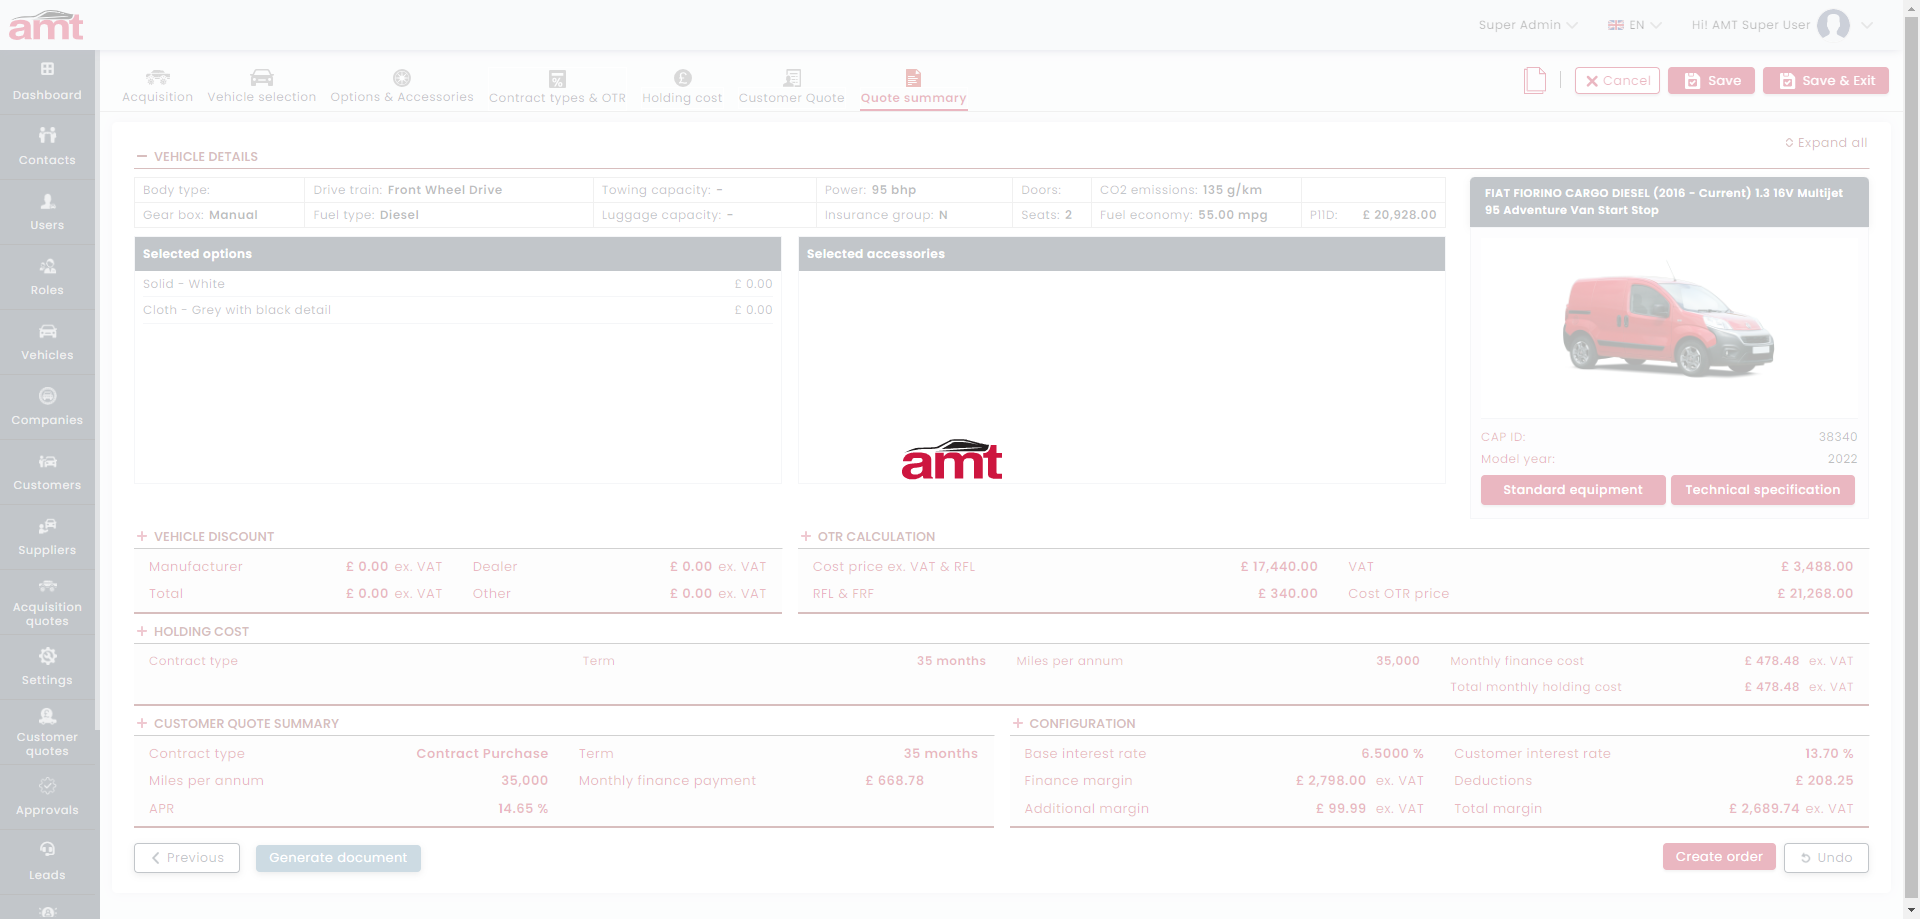 amt
Super Admin
EN
Hi! AMT Super User
Dashboard
Contacts
Users
Roles
Vehicles
Companies
Customers
Suppliers
Acquisition
quotes
Settings
Customer
quotes
Approvals
Leads
Acquisition
Vehicle selection
Options & Accessories
Contract types & OTR
Holding cost
Customer Quote
Quote summary
Cancel
Save
Save & Exit
Expand all
VEHICLE DETAILS
Body type:
Drive train: Front Wheel Drive
Towing capacity: -
Power: 95 bhp
Doors:
CO2 emissions: 135 g/km
Gear box: Manual
Fuel type: Diesel
Luggage capacity: -
Insurance group: N
Seats: 2
Fuel economy: 55.00 mpg
P11D: £ 20,928.00
FIAT FIORINO CARGO DIESEL (2016 - Current) 1.3 16V Multijet
95 Adventure Van Start Stop
Selected options
Solid - White £ 0.00
Cloth - Grey with black detail £ 0.00
Selected accessories
amt
CAP ID: 38340
Model year: 2022
Standard equipment
Technical specification
VEHICLE DISCOUNT
Manufacturer £ 0.00 ex. VAT Dealer £ 0.00 ex. VAT
Total £ 0.00 ex. VAT Other £ 0.00 ex. VAT
OTR CALCULATION
Cost price ex. VAT & RFL £ 17,440.00 VAT £ 3,488.00
RFL & FRF £ 340.00 Cost OTR price £ 21,268.00
HOLDING COST
Contract type Term 35 months Miles per annum 35,000 Monthly finance cost £ 478.48 ex. VAT
Total monthly holding cost £ 478.48 ex. VAT
CUSTOMER QUOTE SUMMARY
Contract type Contract Purchase Term 35 months
Miles per annum 35,000 Monthly finance payment £ 668.78
APR 14.65 %
CONFIGURATION
Base interest rate 6.5000 % Customer interest rate 13.70 %
Finance margin £ 2,798.00 ex. VAT Deductions £ 208.25
Additional margin £ 99.99 ex. VAT Total margin £ 2,689.74 ex. VAT
Previous
Generate document
Create order
Undo